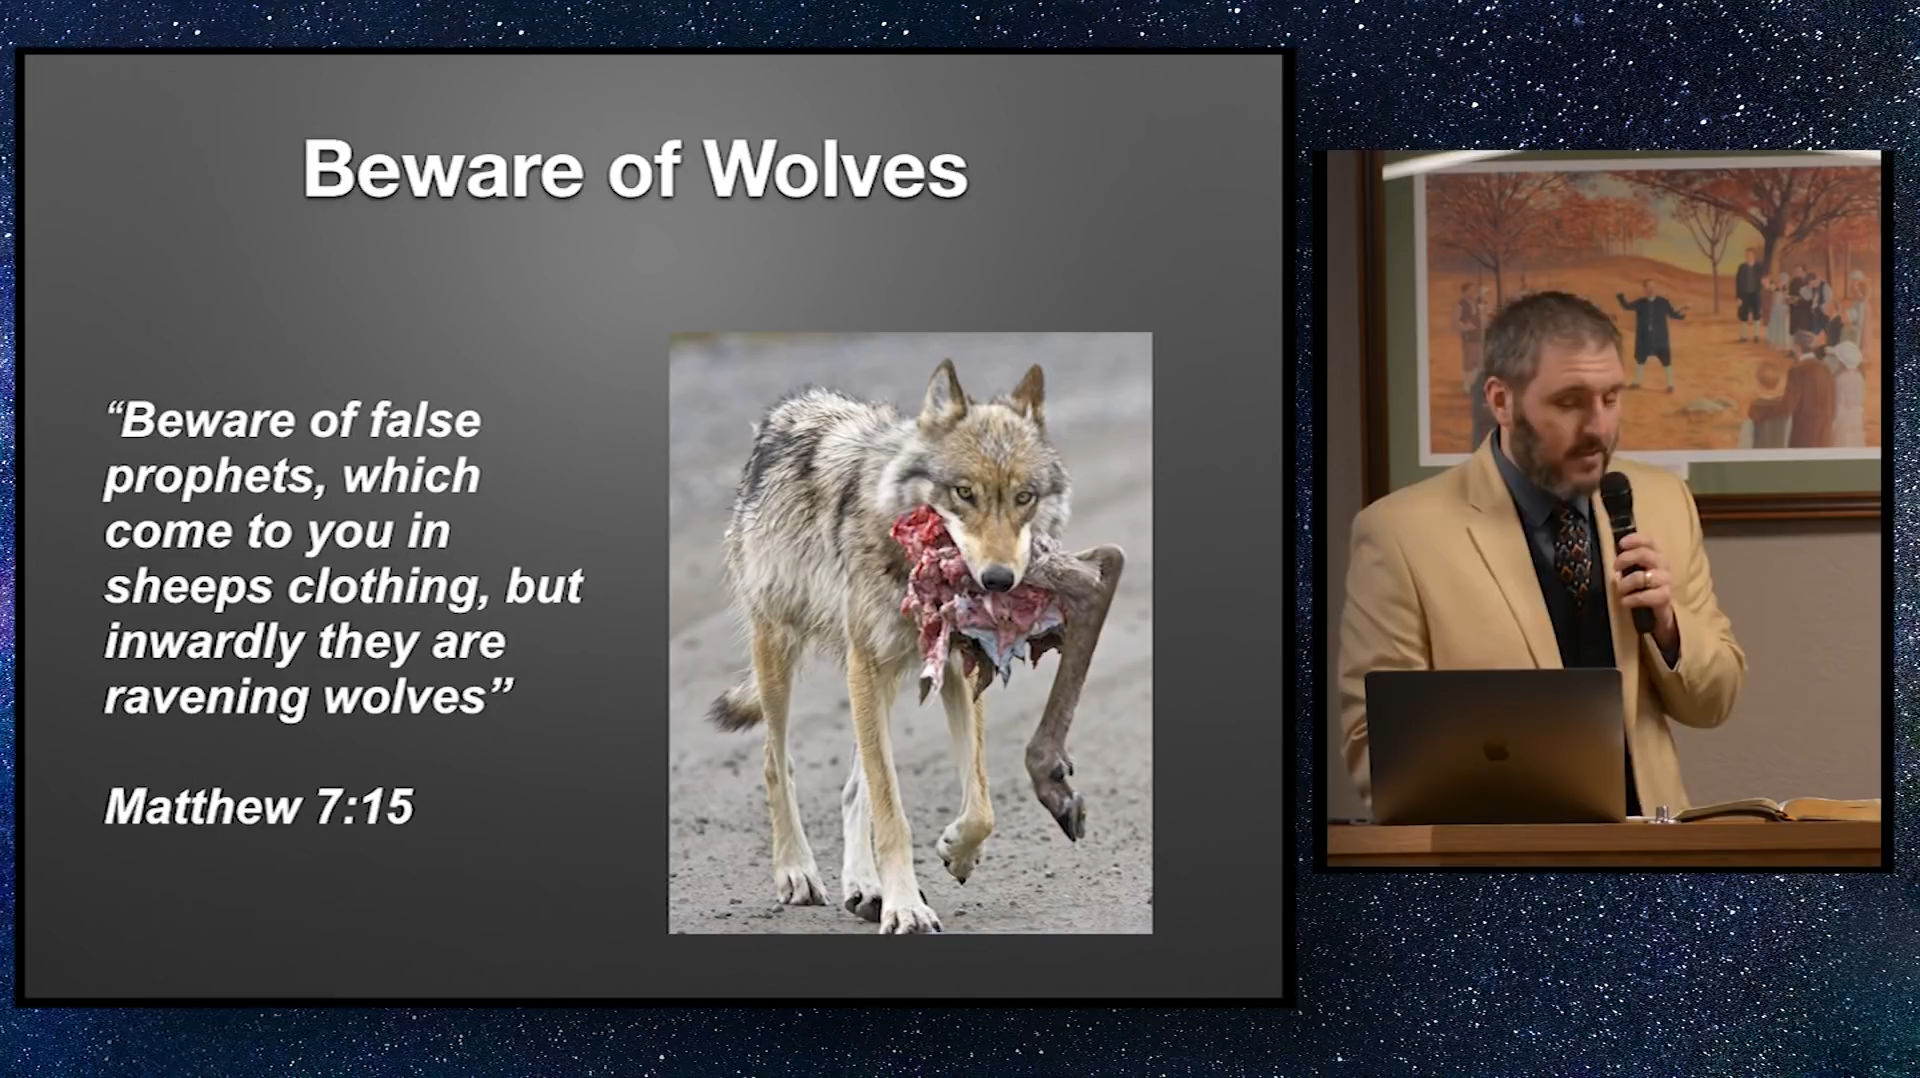 Beware of Wolves
“Beware of false
prophets, which
come to you in
sheeps clothing, but
inwardly they are
ravening wolves”
Matthew 7:15